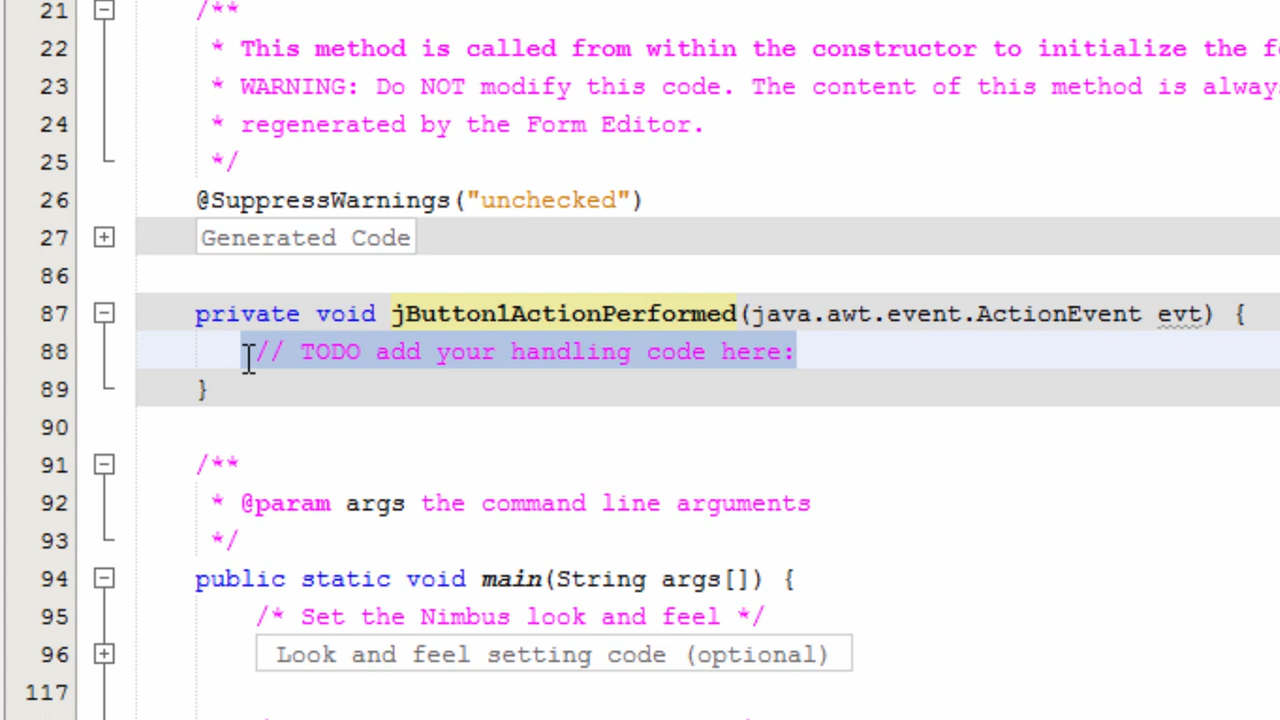 21 /**
22 * This method is called from within the constructor to initialize the
23 * WARNING: Do NOT modify this code. The content of this method is
24 * regenerated by the Form Editor.
25 */
26 @SuppressWarnings("unchecked")
27 Generated Code
86
87 private void jButton1ActionPerformed(java.awt.event.ActionEvent evt) {
88 // TODO add your handling code here:
89 }
90
91 /**
92 * @param args the command line arguments
93 */
94 public static void main(String args[]) {
95 /* Set the Nimbus look and feel */
96 Look and feel setting code (optional)
117